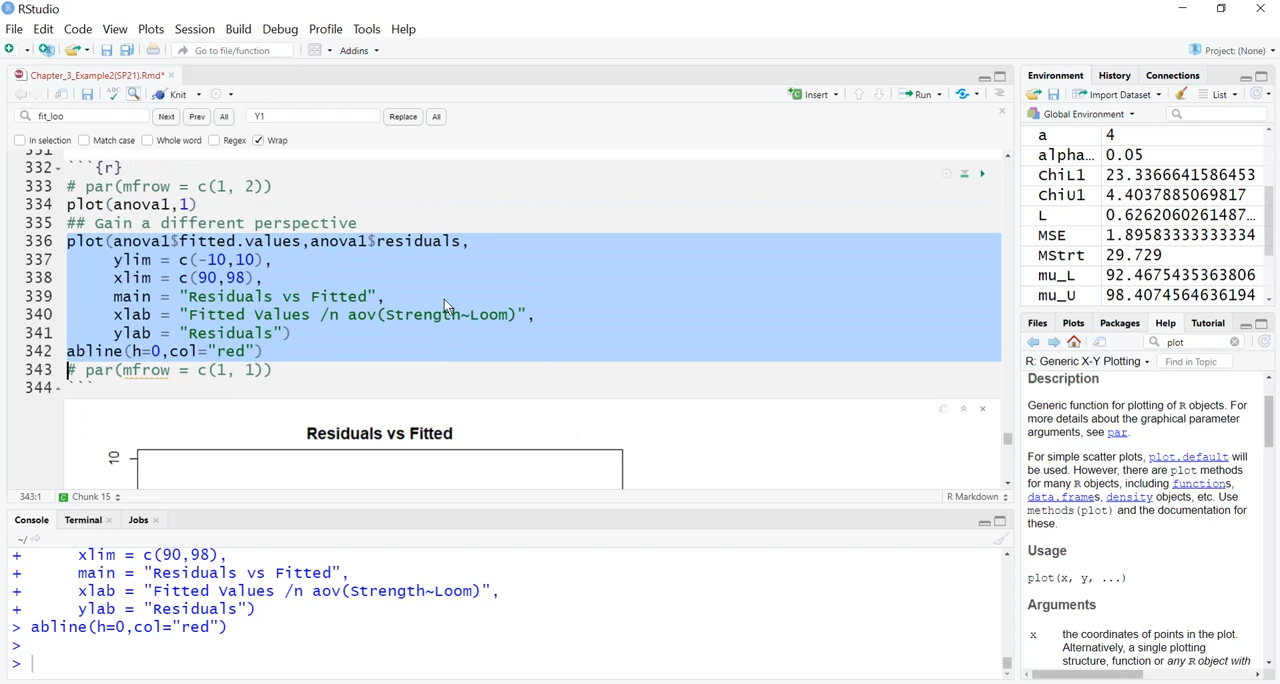 RStudio
File Edit Code View Plots Session Build Debug Profile Tools Help
Go to file/function Addins Project: (None)
Chapter_3_Example2(SP21).Rmd*
ABC Knit Insert Run
fit_loo Next Prev All Y1 Replace All
In selection Match case Whole word Regex Wrap
331
332 ```{r}
333 # par(mfrow = c(1, 2))
334 plot(anova1,1)
335 ## Gain a different perspective
336 plot(anova1$fitted.values,anova1$residuals,
337 ylim = c(-10,10),
338 xlim = c(90,98),
339 main = "Residuals vs Fitted",
340 xlab = "Fitted Values /n aov(Strength~Loom)",
341 ylab = "Residuals")
342 abline(h=0,col="red")
343 # par(mfrow = c(1, 1))
344 ```
Residuals vs Fitted
10
343:1 Chunk 15 R Markdown
Console Terminal Jobs
~/
+ xlim = c(90,98),
+ main = "Residuals vs Fitted",
+ xlab = "Fitted Values /n aov(Strength~Loom)",
+ ylab = "Residuals")
> abline(h=0,col="red")
>
>
Environment History Connections
Import Dataset List
Global Environment
a 4
alpha... 0.05
ChiL1 23.3366641586453
ChiU1 4.4037885069817
L 0.6262060261487...
MSE 1.89583333333334
MStrt 29.729
mu_L 92.4675435363806
mu_U 98.4074564636194
Files Plots Packages Help Tutorial
plot
R: Generic X-Y Plotting Find in Topic
Description
Generic function for plotting of R objects. For
more details about the graphical parameter
arguments, see par.
For simple scatter plots, plot.default will
be used. However, there are plot methods
for many R objects, including functions,
data.frames, density objects, etc. Use
methods(plot) and the documentation for
these.
Usage
plot(x, y, ...)
Arguments
x the coordinates of points in the plot.
Alternatively, a single plotting
structure, function or any R object with